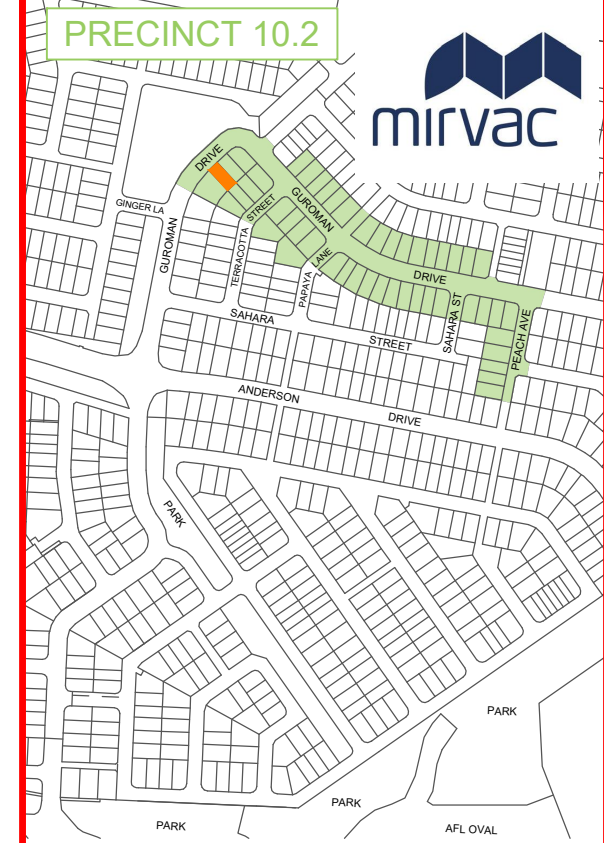 PRECINCT 10.2
mirvac
DRIVE
GINGER LA
GUROMAN
STREET
GUROMAN
TERRACOTTA
LANE
PAPAYA
DRIVE
SAHARA
STREET
SAHARA ST
PEACH AVE
ANDERSON
DRIVE
PARK
PARK
PARK
PARK
AFL OVAL